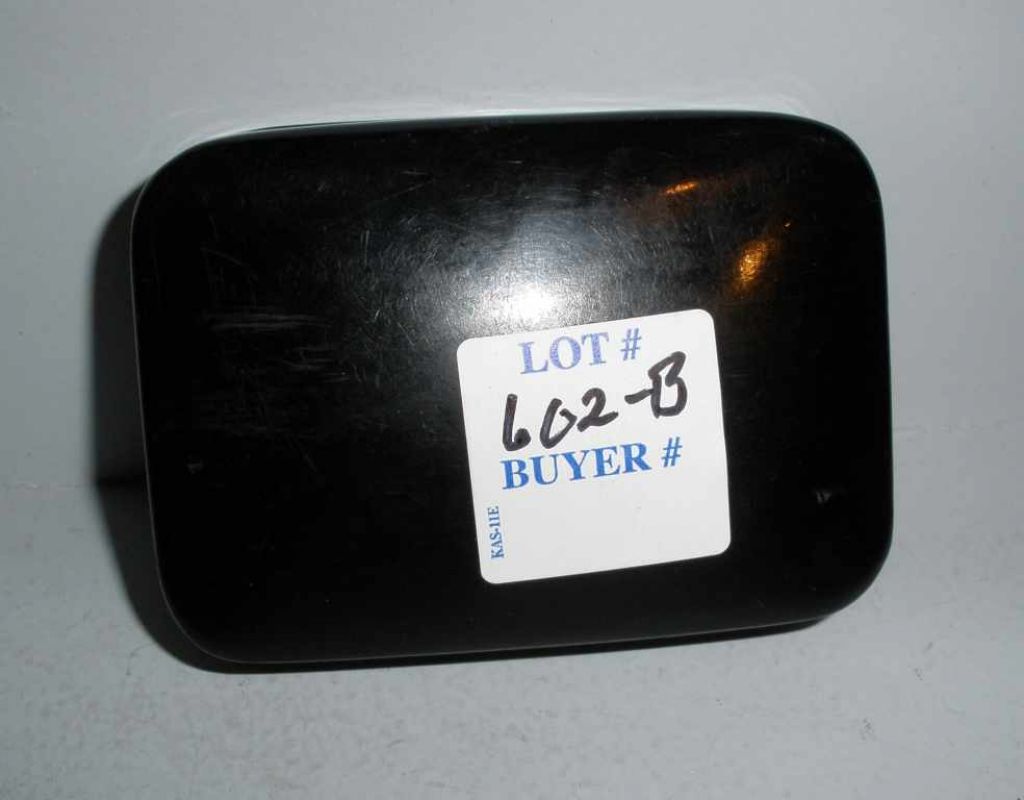 LOT #
602-B
BUYER #
KAS-11E